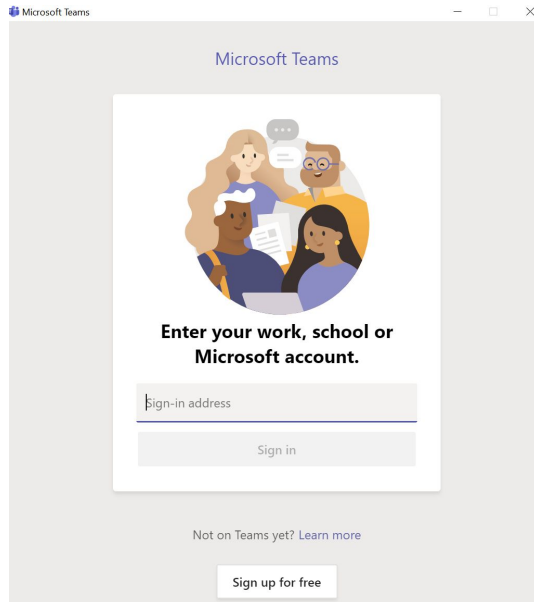 Microsoft Teams
Microsoft Teams
Enter your work, school or
Microsoft account.
Sign-in address
Sign in
Not on Teams yet? Learn more
Sign up for free